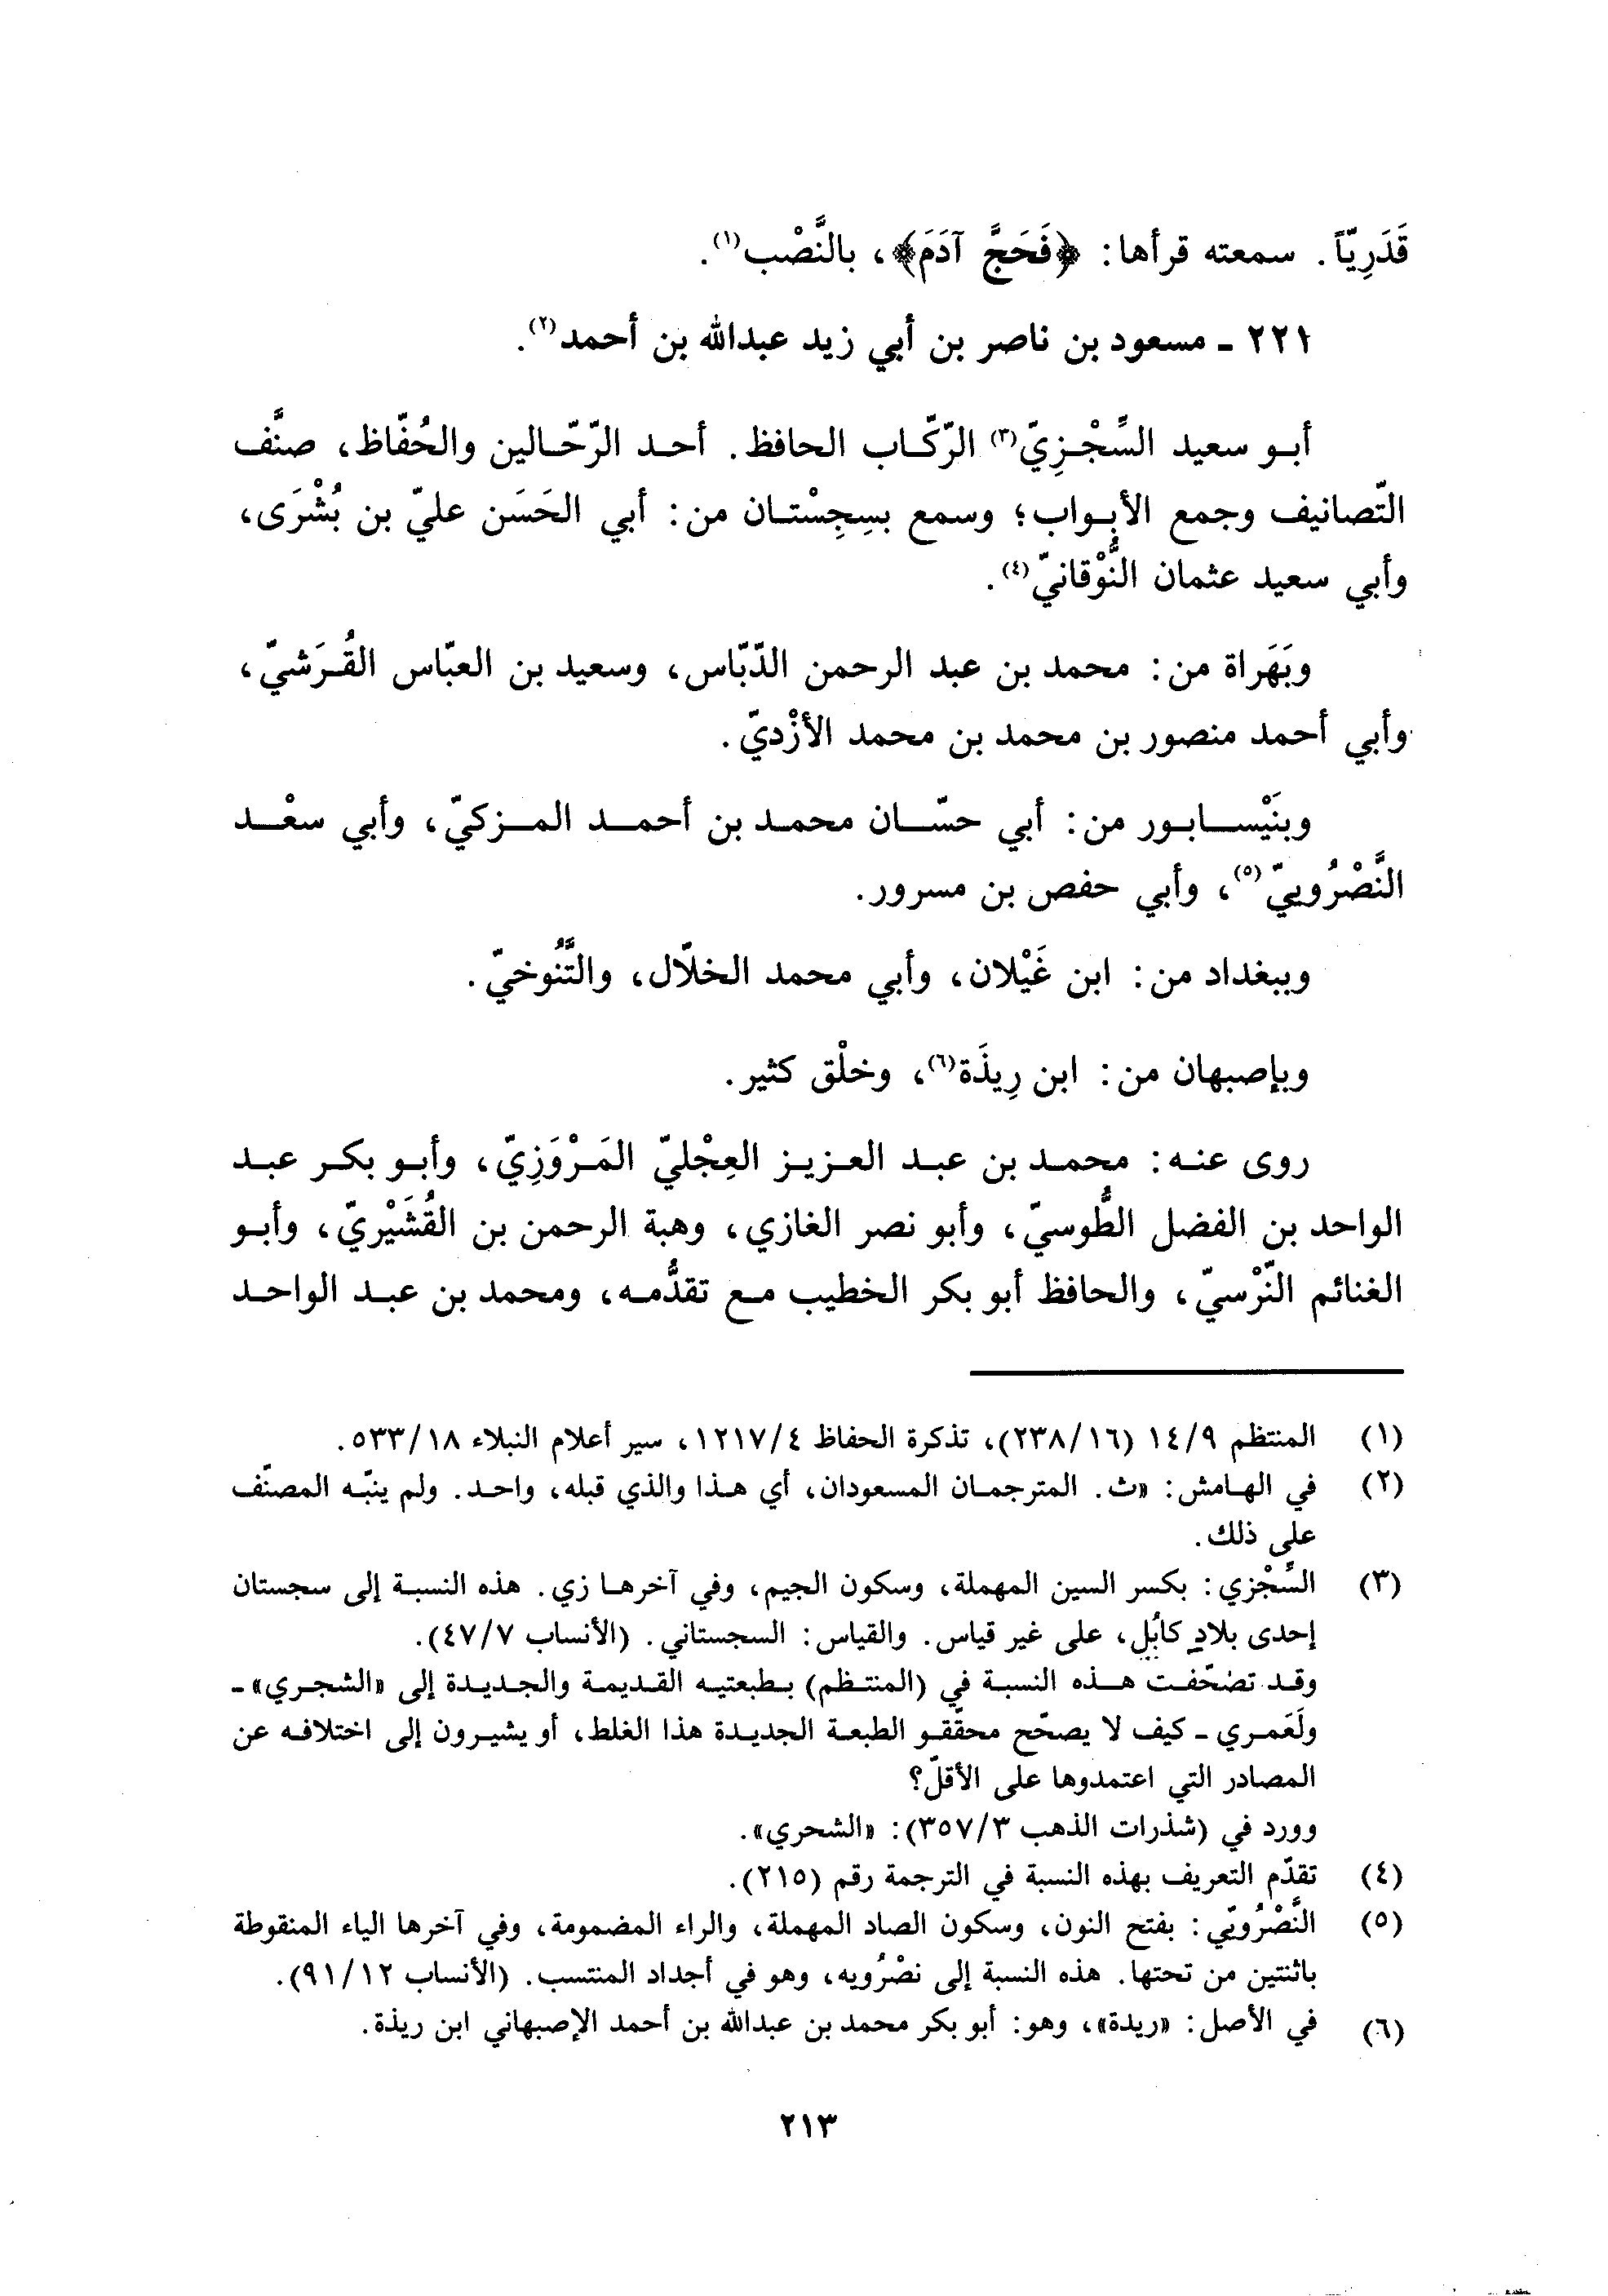 قَدَرِيّاً. سمعته قرأها: ﴿فَحَجَّ آدَمَ﴾، بالنَّصْب(١).
٢٢١ ـ مسعود بن ناصر بن أبي زيد عبدالله بن أحمد(٢).
أبو سعيد السِّجْزِيّ(٣) الرّكّاب الحافظ. أحد الرّحّالين والحُفّاظ، صنَّف
التّصانيف وجمع الأبواب؛ وسمع بسِجِسْتان من: أبي الحَسَن عليّ بن بُشْرَى،
وأبي سعيد عثمان النُّوْقانيّ(٤).
وبَهَراة من: محمد بن عبد الرحمن الدّبّاس، وسعيد بن العبّاس القُرَشيّ،
وأبي أحمد منصور بن محمد بن محمد الأزْديّ.
وبنَيْسابور من: أبي حسّان محمد بن أحمد المزكيّ، وأبي سعْد
النَّصْرُوييّ(٥)، وأبي حفص بن مسرور.
وببغداد من: ابن غَيْلان، وأبي محمد الخلّال، والتَّنُوخيّ.
وبإصبهان من: ابن رِيذَة(٦)، وخلْق كثير.
روى عنه: محمد بن عبد العزيز العِجْليّ المَرْوَزِيّ، وأبو بكر عبد
الواحد بن الفضل الطُّوسيّ، وأبو نصر الغازي، وهبة الرحمن بن القُشَيْريّ، وأبو
الغنائم النَّرْسيّ، والحافظ أبو بكر الخطيب مع تقدُّمه، ومحمد بن عبد الواحد
(١) المنتظم ١٤/٩ (٢٣٨/١٦)، تذكرة الحفاظ ١٢١٧/٤، سير أعلام النبلاء ٥٣٣/١٨.
(٢) في الهامش: «ث. المترجمان المسعودان، أي هذا والذي قبله، واحد. ولم ينبّه المصنّف
على ذلك.
(٣) السِّجْزي: بكسر السين المهملة، وسكون الجيم، وفي آخرها زي. هذه النسبة إلى سجستان
إحدى بلاد كابُل، على غير قياس. والقياس: السجستاني. (الأنساب ٤٧/٧).
وقد تضحّفت هذه النسبة في (المنتظم) بطبعتيه القديمة والجديدة إلى «الشجري» ـ
ولَعَمري ـ كيف لا يصحّح محقّقو الطبعة الجديدة هذا الغلط، أو يشيرون إلى اختلافه عن
المصادر التي اعتمدوها على الأقلّ؟
وورد في (شذرات الذهب ٣٥٧/٣): «الشحري».
(٤) تقدّم التعريف بهذه النسبة في الترجمة رقم (٢١٥).
(٥) النَّصْرُويّي: بفتح النون، وسكون الصاد المهملة، والراء المضمومة، وفي آخرها الياء المنقوطة
باثنتين من تحتها. هذه النسبة إلى نصْرُويه، وهو في أجداد المنتسب. (الأنساب ٩١/١٢).
(٦) في الأصل: «ريدة»، وهو: أبو بكر محمد بن عبدالله بن أحمد الإصبهاني ابن ريذة.
٢١٣